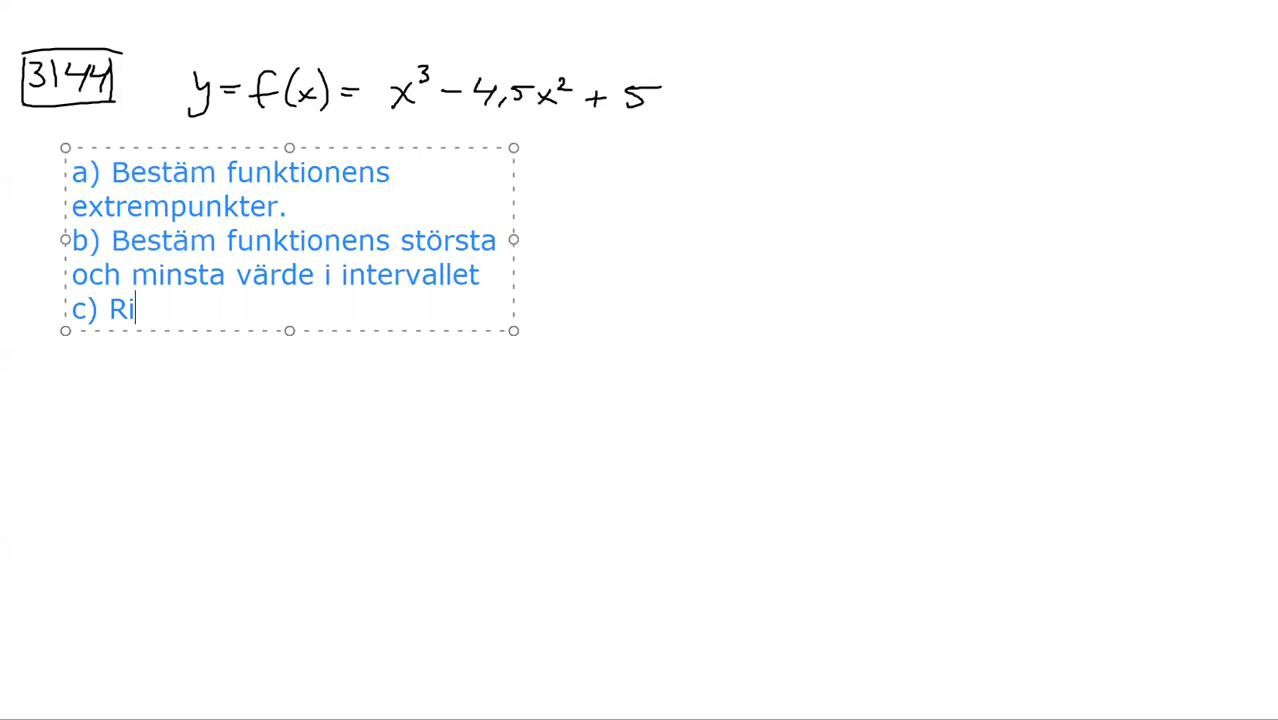 3144 y = f(x) = x³ - 4,5x² + 5
a) Bestäm funktionens
extrempunkter.
b) Bestäm funktionens största
och minsta värde i intervallet
c) Ri